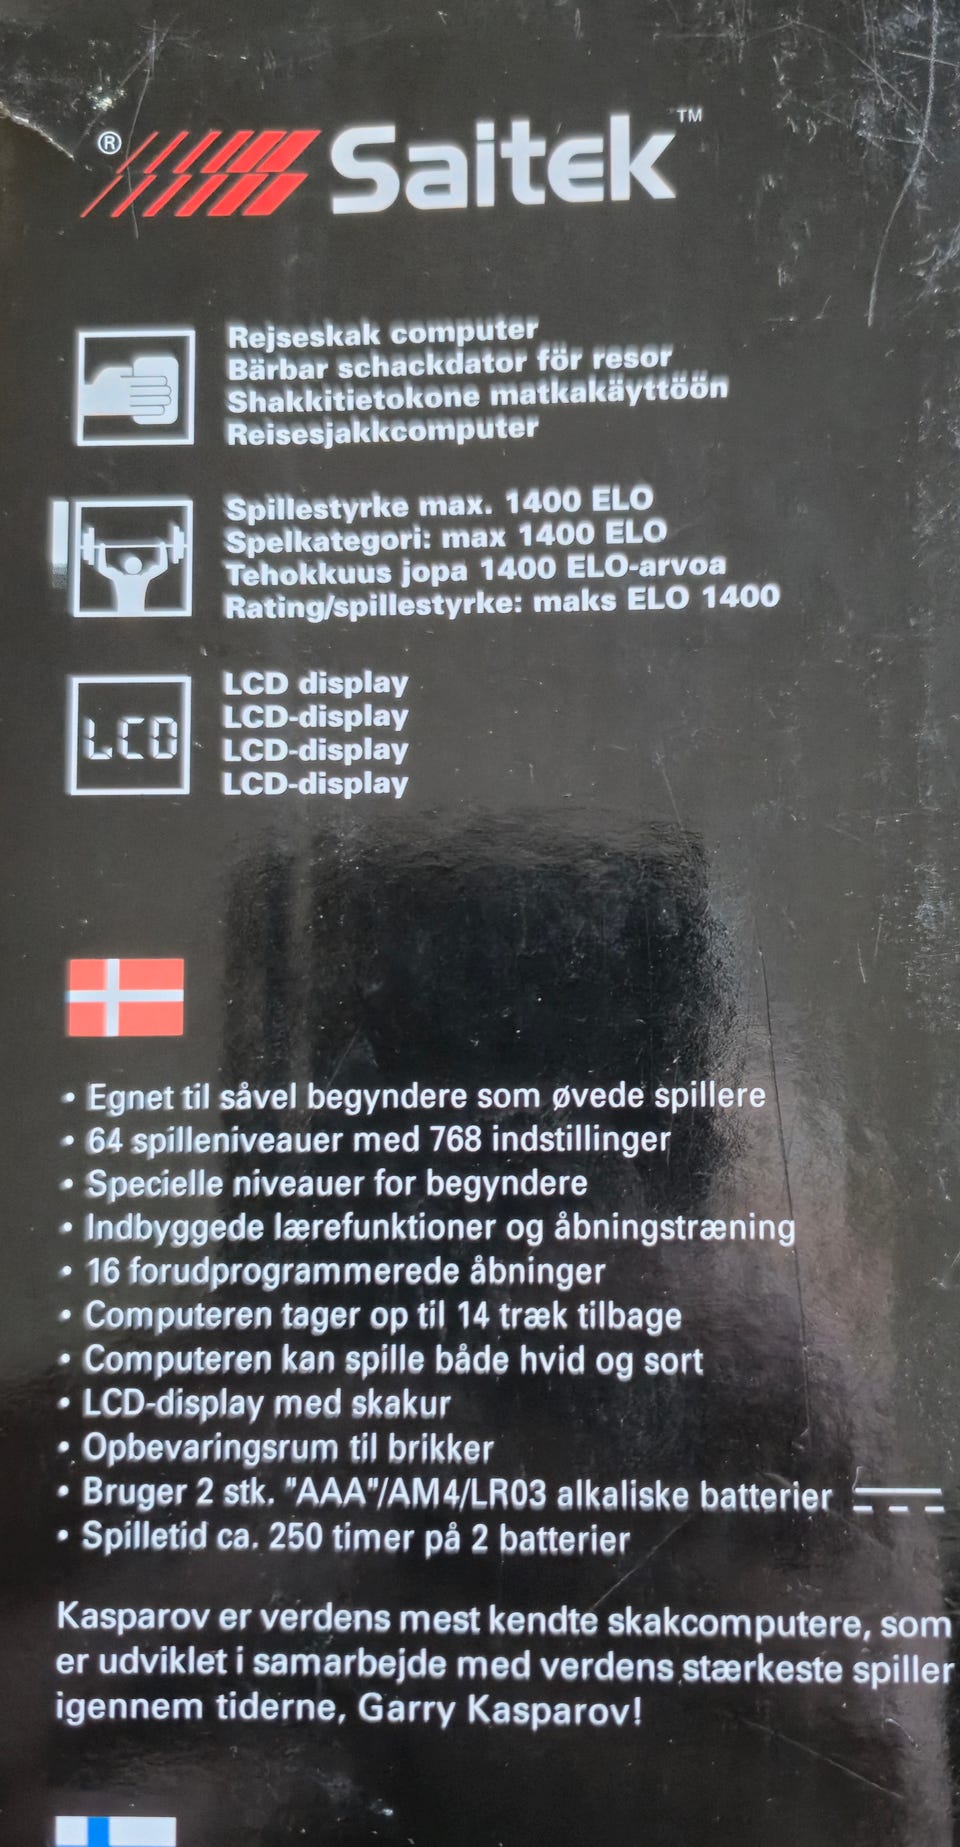 ® Saitek™
Rejseskak computer
Bärbar schackdator för resor
Shakkitietokone matkakäyttöön
Reisesjakkcomputer
Spillestyrke max. 1400 ELO
Spelkategori: max 1400 ELO
Tehokkuus jopa 1400 ELO-arvoa
Rating/spillestyrke: maks ELO 1400
LCD
LCD display
LCD-display
LCD-display
LCD-display
• Egnet til såvel begyndere som øvede spillere
• 64 spilleniveauer med 768 indstillinger
• Specielle niveauer for begyndere
• Indbyggede lærefunktioner og åbningstræning
• 16 forudprogrammerede åbninger
• Computeren tager op til 14 træk tilbage
• Computeren kan spille både hvid og sort
• LCD-display med skakur
• Opbevaringsrum til brikker
• Bruger 2 stk. "AAA"/AM4/LR03 alkaliske batterier
• Spilletid ca. 250 timer på 2 batterier
Kasparov er verdens mest kendte skakcomputere, som
er udviklet i samarbejde med verdens stærkeste spiller
igennem tiderne, Garry Kasparov!